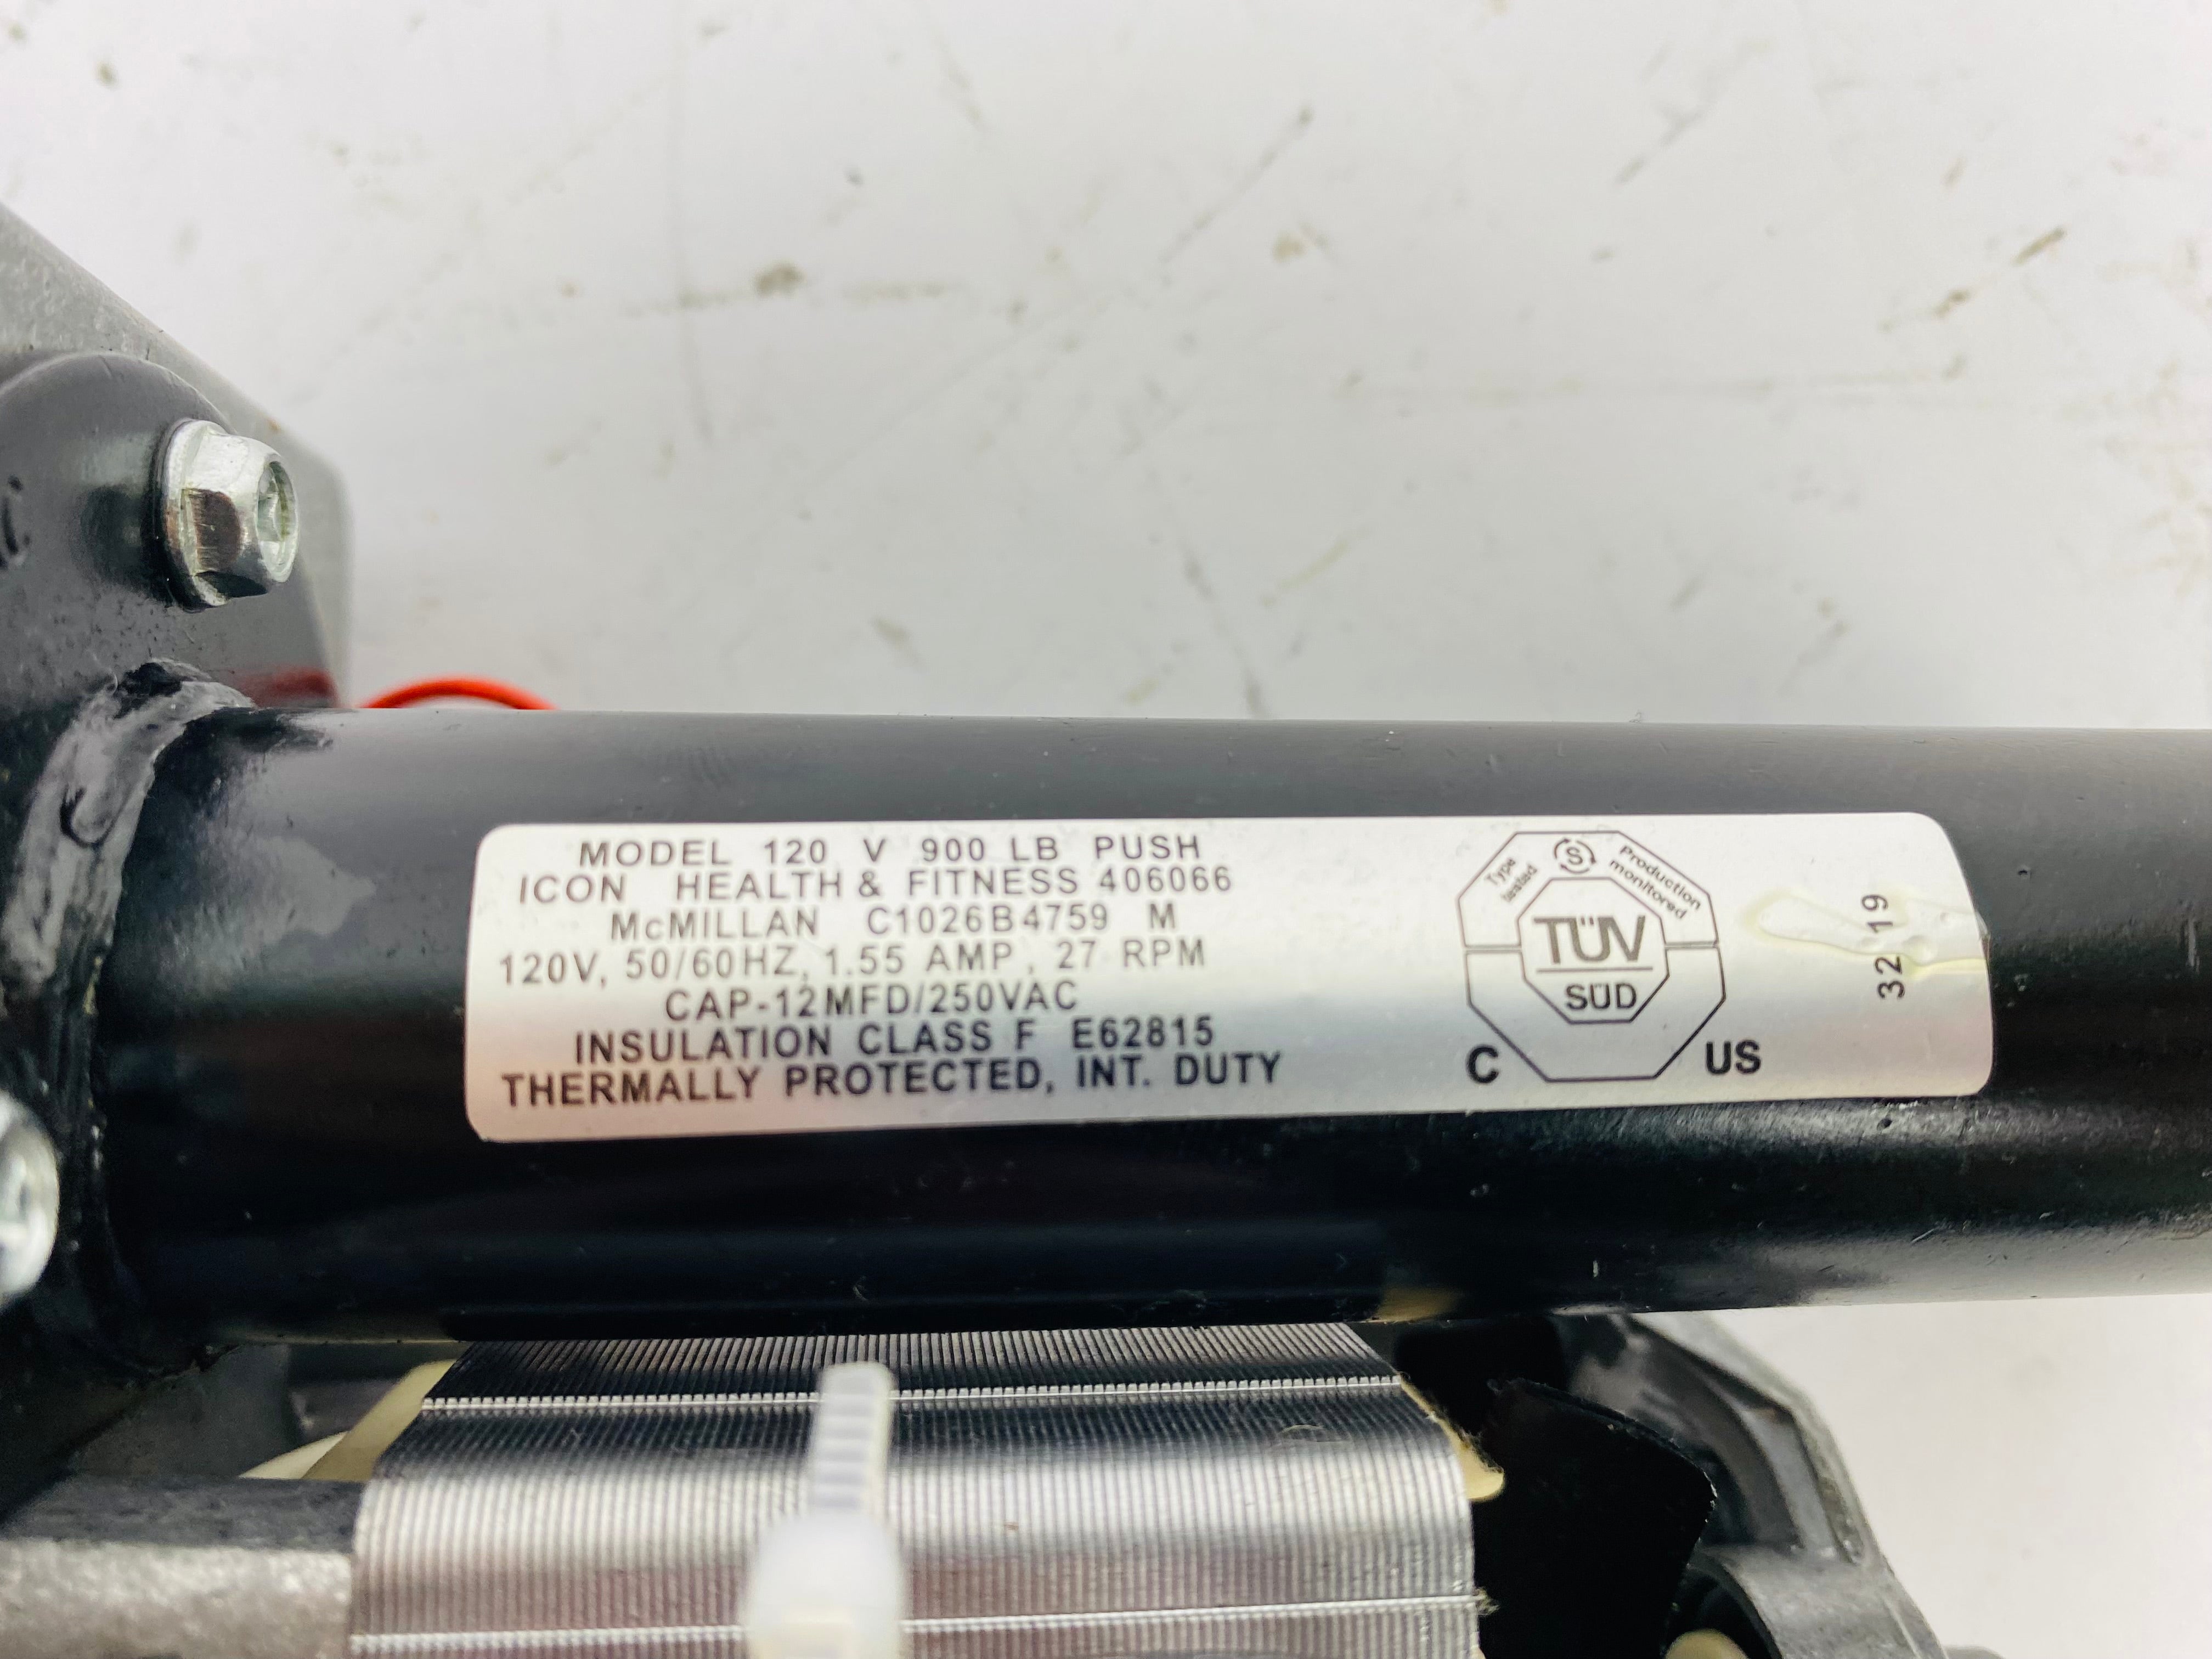 MODEL 120 V 900 LB PUSH
ICON HEALTH & FITNESS 406066
McMILLAN C1026B4759 M
120V, 50/60HZ, 1.55 AMP, 27 RPM
CAP-12MFD/250VAC
INSULATION CLASS F E62815
THERMALLY PROTECTED, INT. DUTY
Type tested
S
Production monitored
TÜV
SÜD
C US
32 19